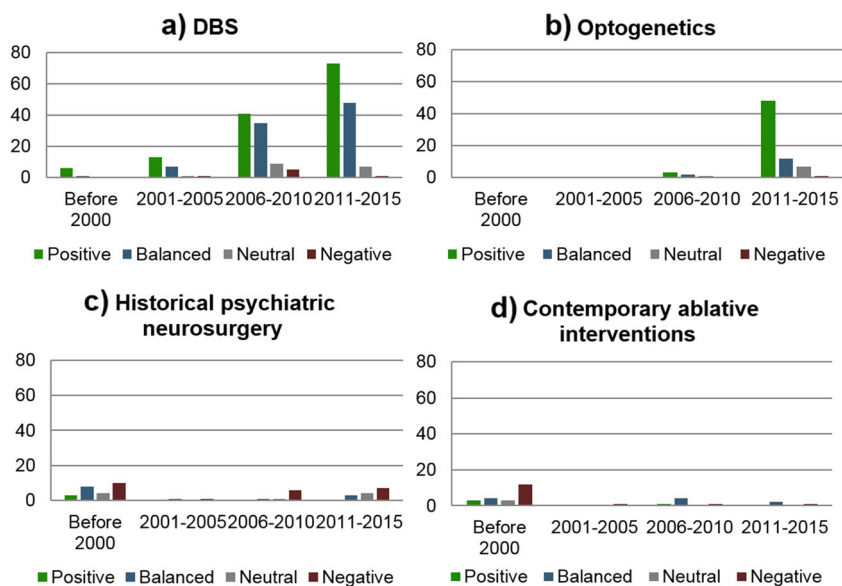 a) DBS
80
60
40
20
0
Before 2000
2001-2005
2006-2010
2011-2015
Positive Balanced Neutral Negative
b) Optogenetics
80
60
40
20
0
Before 2000
2001-2005
2006-2010
2011-2015
Positive Balanced Neutral Negative
c) Historical psychiatric
neurosurgery
80
60
40
20
0
Before 2000
2001-2005
2006-2010
2011-2015
Positive Balanced Neutral Negative
d) Contemporary ablative
interventions
80
60
40
20
0
Before 2000
2001-2005
2006-2010
2011-2015
Positive Balanced Neutral Negative